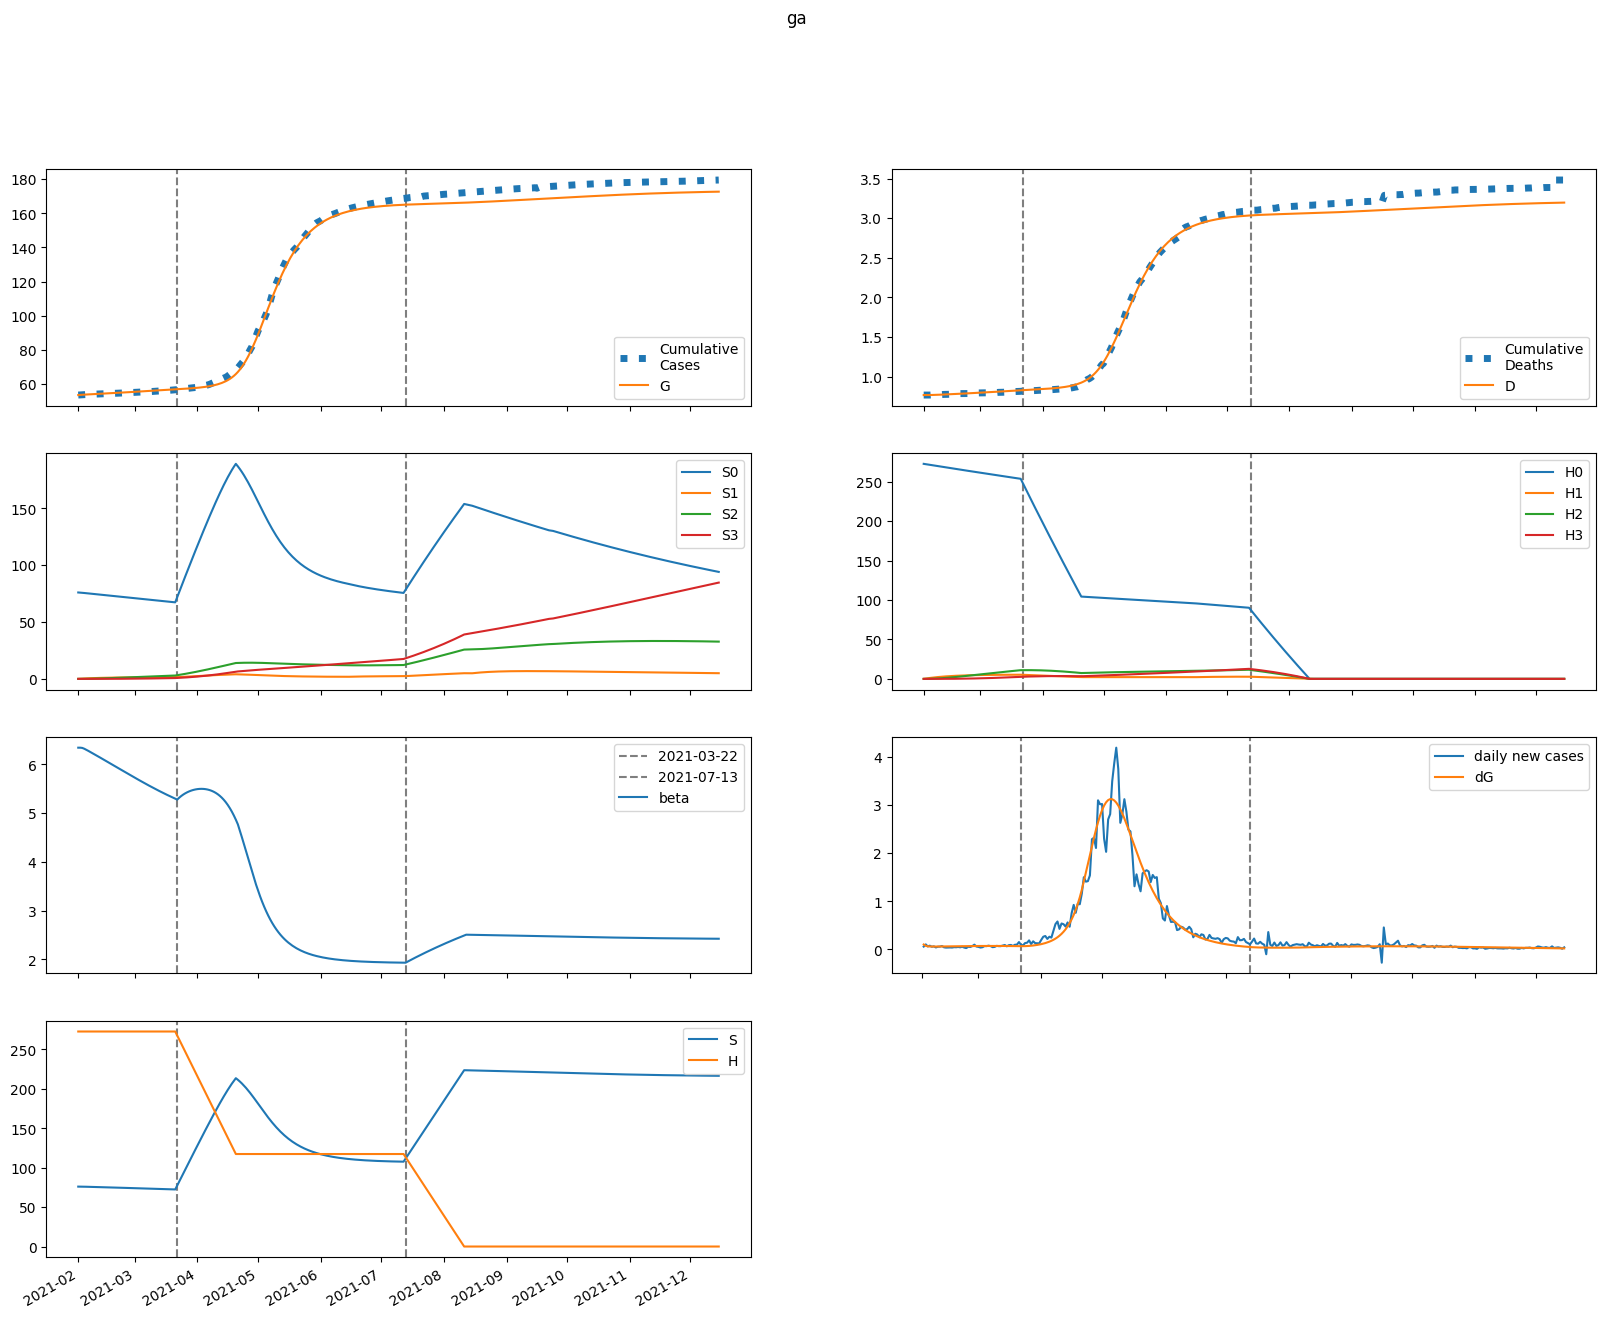 ga
180
160
140
120
100
80
60
Cumulative
Cases
G
3.5
3.0
2.5
2.0
1.5
1.0
Cumulative
Deaths
D
150
100
50
0
S0
S1
S2
S3
250
200
150
100
50
0
H0
H1
H2
H3
6
5
4
3
2
2021-03-22
2021-07-13
beta
4
3
2
1
0
daily new cases
dG
250
200
150
100
50
0
S
H
2021-02
2021-03
2021-04
2021-05
2021-06
2021-07
2021-08
2021-09
2021-10
2021-11
2021-12